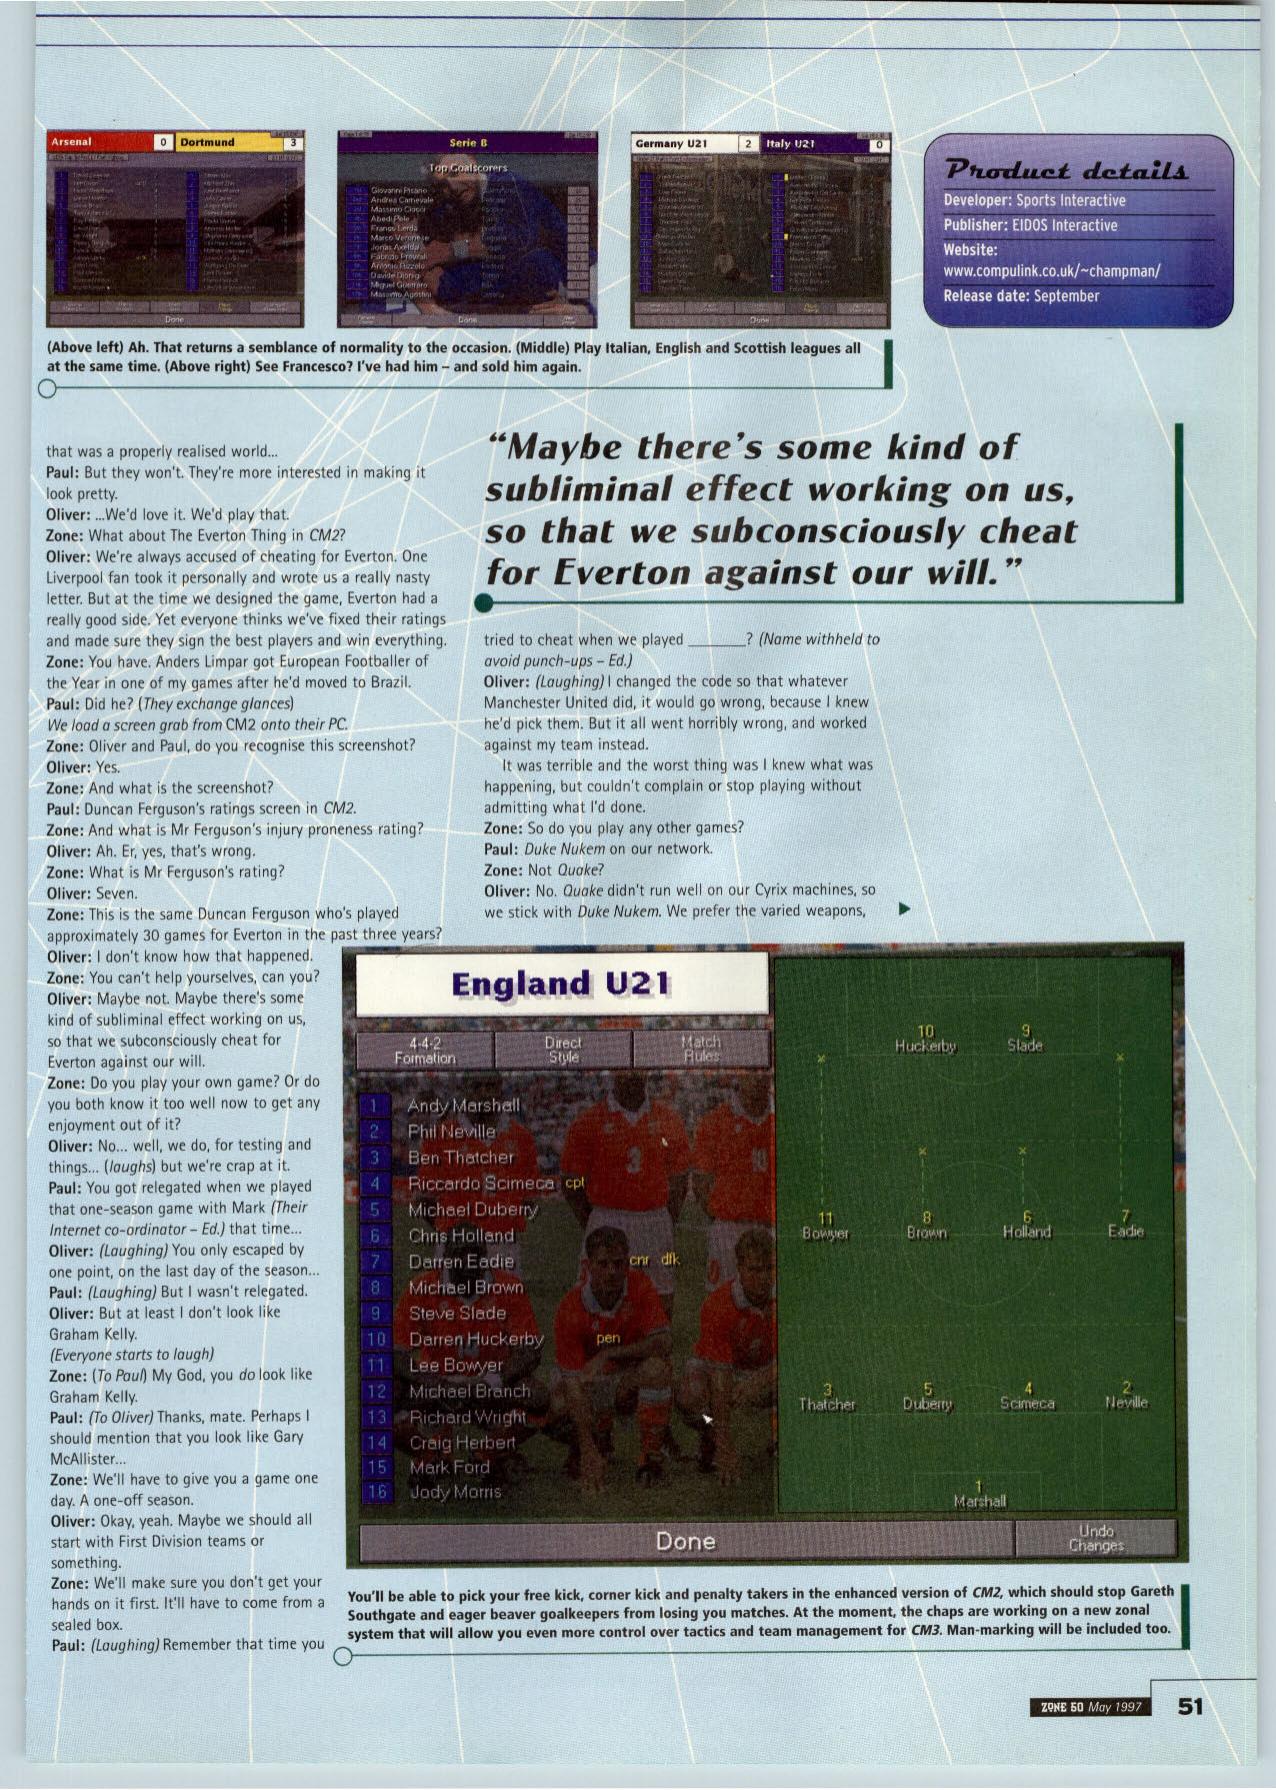 Arsenal 0 Dortmund 3
Done
Serie B
Top Goalscorers
Giovanni Pisano
Andrea Carnevale
Massimo Ciocci
Abedi Pele
Franco Lerda
Marco Veronese
Massimo Agostini
Done
Germany U21 2 Italy U21 0
Done
Product details
Developer: Sports Interactive
Publisher: EIDOS Interactive
Website:
www.compulink.co.uk/~champman/
Release date: September
(Above left) Ah. That returns a semblance of normality to the occasion. (Middle) Play Italian, English and Scottish leagues all
at the same time. (Above right) See Francesco? I've had him – and sold him again.
that was a properly realised world...
Paul: But they won't. They're more interested in making it
look pretty.
Oliver: ...We'd love it. We'd play that.
Zone: What about The Everton Thing in CM2?
Oliver: We're always accused of cheating for Everton. One
Liverpool fan took it personally and wrote us a really nasty
letter. But at the time we designed the game, Everton had a
really good side. Yet everyone thinks we've fixed their ratings
and made sure they sign the best players and win everything.
Zone: You have. Anders Limpar got European Footballer of
the Year in one of my games after he'd moved to Brazil.
Paul: Did he? (They exchange glances)
We load a screen grab from CM2 onto their PC.
Zone: Oliver and Paul, do you recognise this screenshot?
Oliver: Yes.
Zone: And what is the screenshot?
Paul: Duncan Ferguson's ratings screen in CM2.
Zone: And what is Mr Ferguson's injury proneness rating?
Oliver: Ah. Er, yes, that's wrong.
Zone: What is Mr Ferguson's rating?
Oliver: Seven.
Zone: This is the same Duncan Ferguson who's played
approximately 30 games for Everton in the past three years?
Oliver: I don't know how that happened.
Zone: You can't help yourselves, can you?
Oliver: Maybe not. Maybe there's some
kind of subliminal effect working on us,
so that we subconsciously cheat for
Everton against our will.
Zone: Do you play your own game? Or do
you both know it too well now to get any
enjoyment out of it?
Oliver: No... well, we do, for testing and
things... (laughs) but we're crap at it.
Paul: You got relegated when we played
that one-season game with Mark (Their
Internet co-ordinator – Ed.) that time...
Oliver: (Laughing) You only escaped by
one point, on the last day of the season...
Paul: (Laughing) But I wasn't relegated.
Oliver: But at least I don't look like
Graham Kelly.
(Everyone starts to laugh)
Zone: (To Paul) My God, you do look like
Graham Kelly.
Paul: (To Oliver) Thanks, mate. Perhaps I
should mention that you look like Gary
McAllister...
Zone: We'll have to give you a game one
day. A one-off season.
Oliver: Okay, yeah. Maybe we should all
start with First Division teams or
something.
Zone: We'll make sure you don't get your
hands on it first. It'll have to come from a
sealed box.
Paul: (Laughing) Remember that time you
"Maybe there's some kind of
subliminal effect working on us,
so that we subconsciously cheat
for Everton against our will."
tried to cheat when we played ______? (Name withheld to
avoid punch-ups – Ed.)
Oliver: (Laughing) I changed the code so that whatever
Manchester United did, it would go wrong, because I knew
he'd pick them. But it all went horribly wrong, and worked
against my team instead.
It was terrible and the worst thing was I knew what was
happening, but couldn't complain or stop playing without
admitting what I'd done.
Zone: So do you play any other games?
Paul: Duke Nukem on our network.
Zone: Not Quake?
Oliver: No. Quake didn't run well on our Cyrix machines, so
we stick with Duke Nukem. We prefer the varied weapons,
England U21
4-4-2 Formation
Direct Style
Match Rules
1 Andy Marshall
2 Phil Neville
3 Ben Thatcher
4 Riccardo Scimeca cpt
5 Michael Duberry
6 Chris Holland
7 Darren Eadie cnr dfk
8 Michael Brown
9 Steve Slade
10 Darren Huckerby pen
11 Lee Bowyer
12 Michael Branch
13 Richard Wright
14 Craig Herbert
15 Mark Ford
16 Jody Morris
10 Huckerby
9 Slade
11 Bowyer
8 Brown
6 Holland
7 Eadie
3 Thatcher
5 Duberry
4 Scimeca
2 Neville
1 Marshall
Done
Undo Changes
You'll be able to pick your free kick, corner kick and penalty takers in the enhanced version of CM2, which should stop Gareth
Southgate and eager beaver goalkeepers from losing you matches. At the moment, the chaps are working on a new zonal
system that will allow you even more control over tactics and team management for CM3. Man-marking will be included too.
ZONE 50 May 1997 51